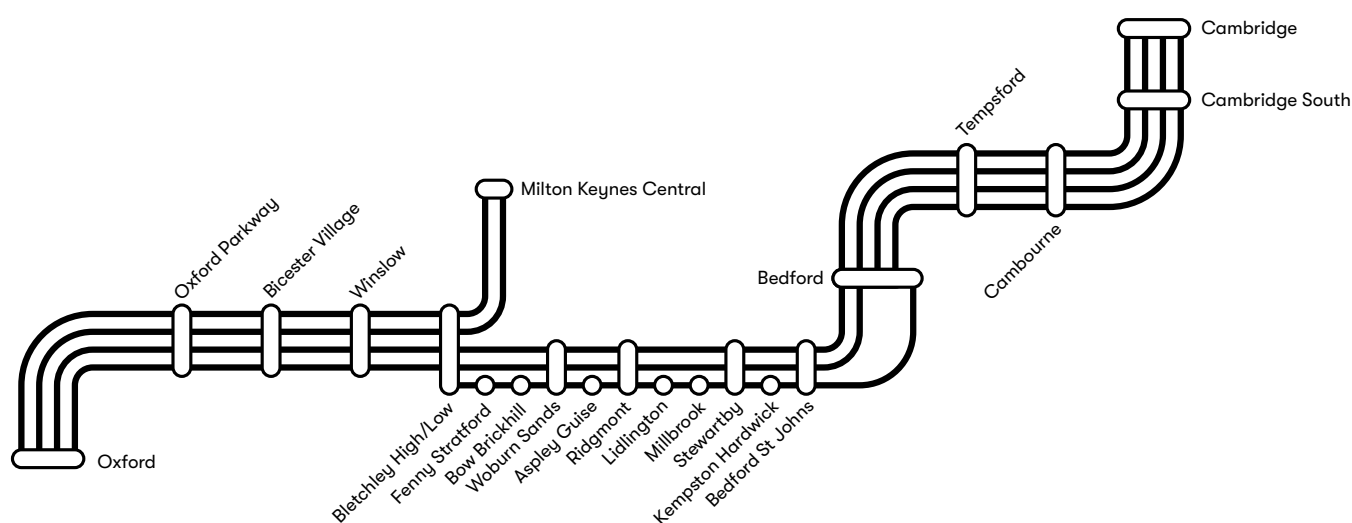 Cambridge
Cambridge South
Tempsford
Cambourne
Bedford
Milton Keynes Central
Oxford Parkway
Bicester Village
Winslow
Oxford
Bletchley High/Low
Fenny Stratford
Bow Brickhill
Woburn Sands
Aspley Guise
Ridgmont
Lidlington
Millbrook
Stewartby
Kempston Hardwick
Bedford St Johns